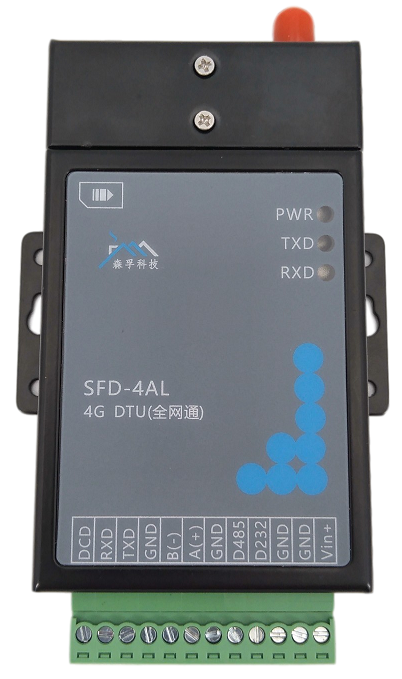 PWR
TXD
RXD
森孚科技
SFD-4AL
4G DTU(全网通)
DCD RXD TXD GND B(-) A(+) GND D485 D232 GND GND Vin+